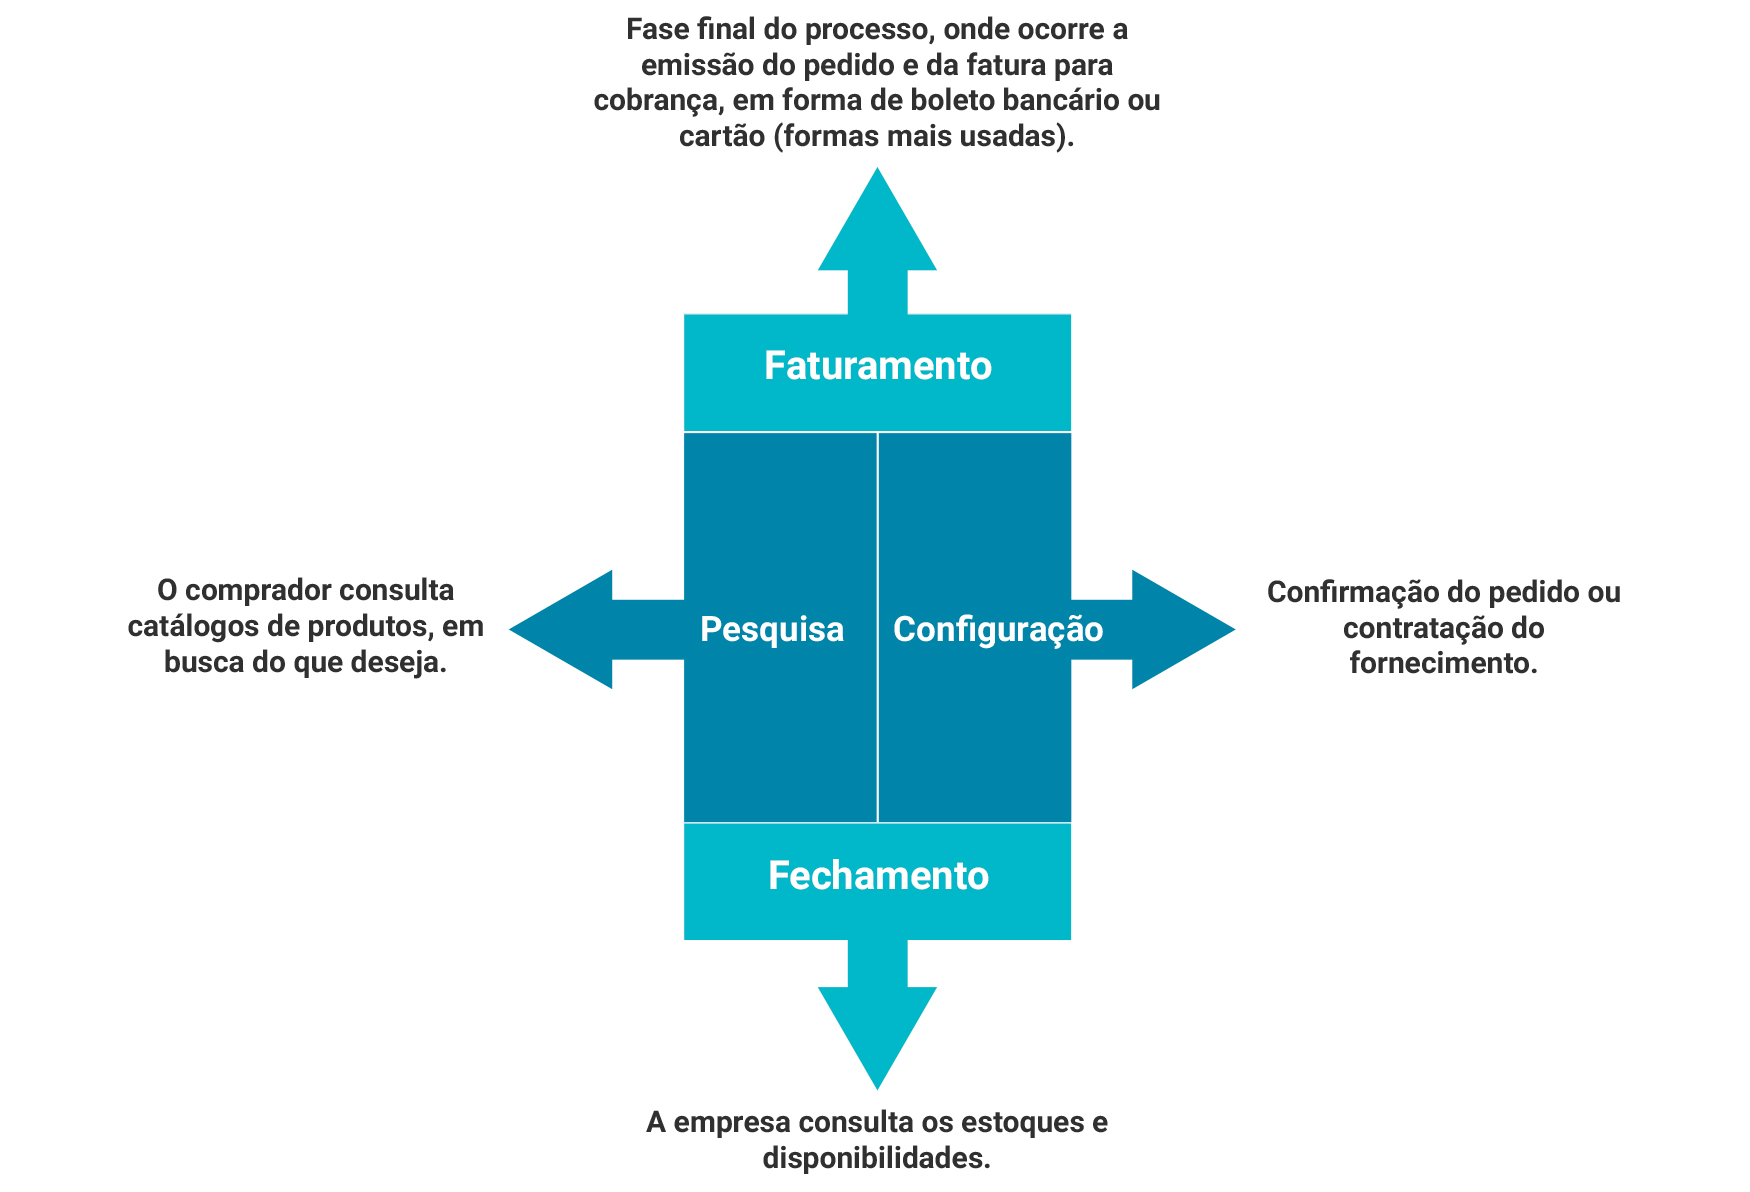 Fase final do processo, onde ocorre a
emissão do pedido e da fatura para
cobrança, em forma de boleto bancário ou
cartão (formas mais usadas).
Faturamento
O comprador consulta
catálogos de produtos, em
busca do que deseja.
Pesquisa
Configuração
Confirmação do pedido ou
contratação do
fornecimento.
Fechamento
A empresa consulta os estoques e
disponibilidades.